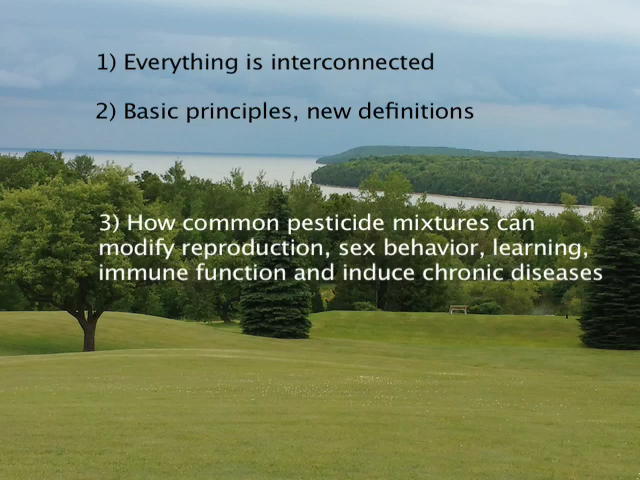 1) Everything is interconnected
2) Basic principles, new definitions
3) How common pesticide mixtures can
modify reproduction, sex behavior, learning,
immune function and induce chronic diseases